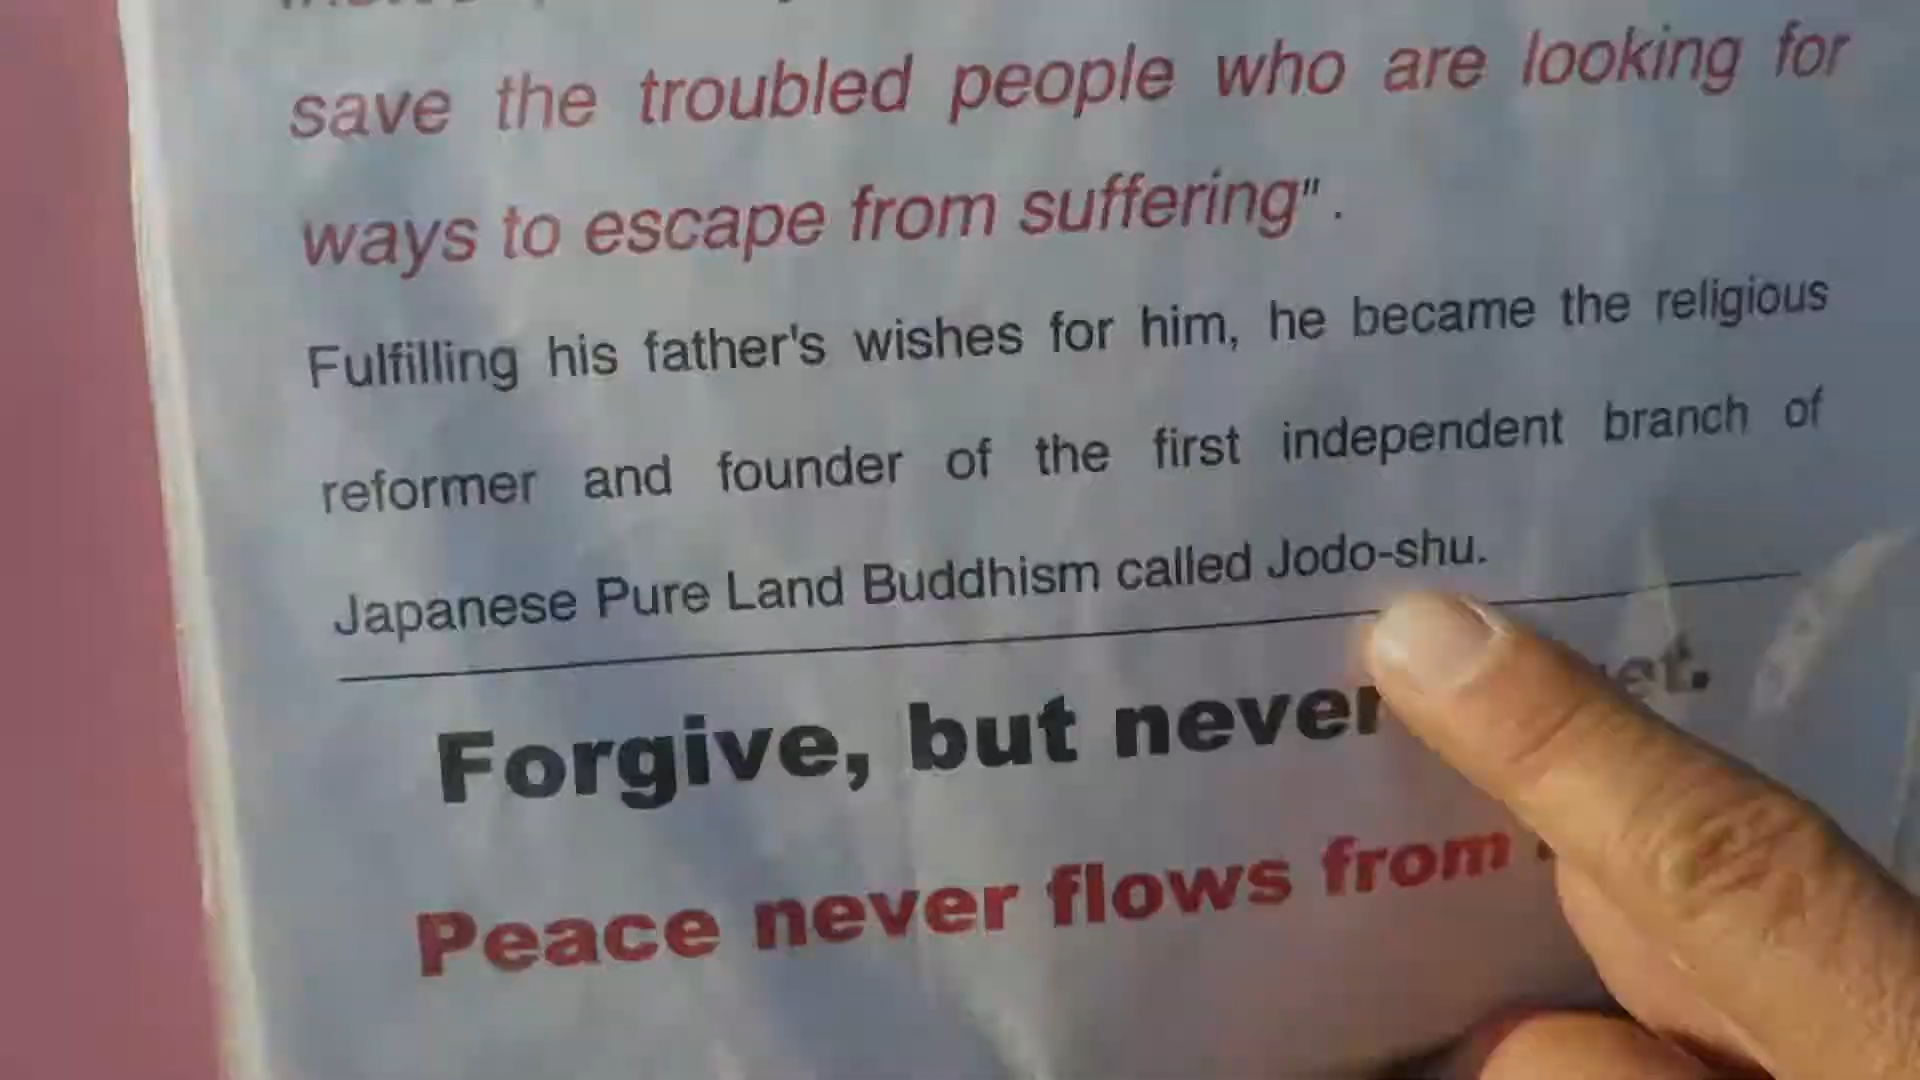 save the troubled people who are looking for
ways to escape from suffering".
Fulfilling his father's wishes for him, he became the religious
reformer and founder of the first independent branch of
Japanese Pure Land Buddhism called Jodo-shu.
Forgive, but never
Peace never flows from